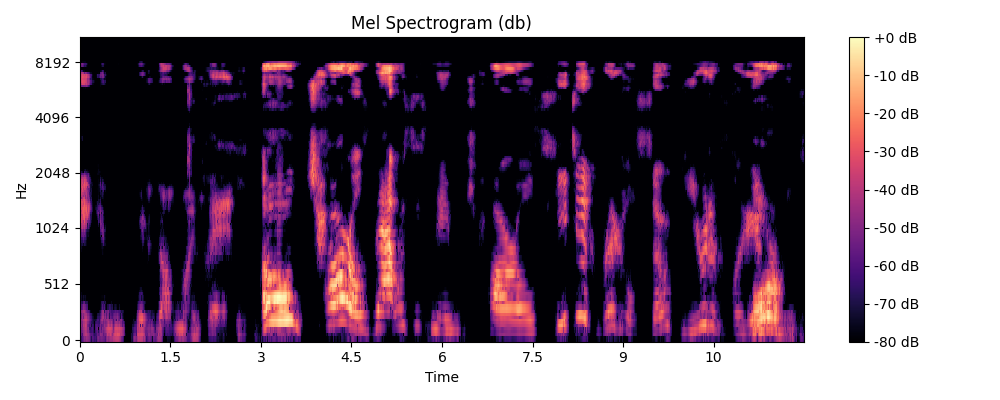 Mel Spectrogram (db)
+0 dB
8192
-10 dB
4096
-20 dB
-30 dB
2048
Hz
-40 dB
1024
-50 dB
-60 dB
512
-70 dB
0
-80 dB
0 1.5 3 4.5 6 7.5 9 10
Time